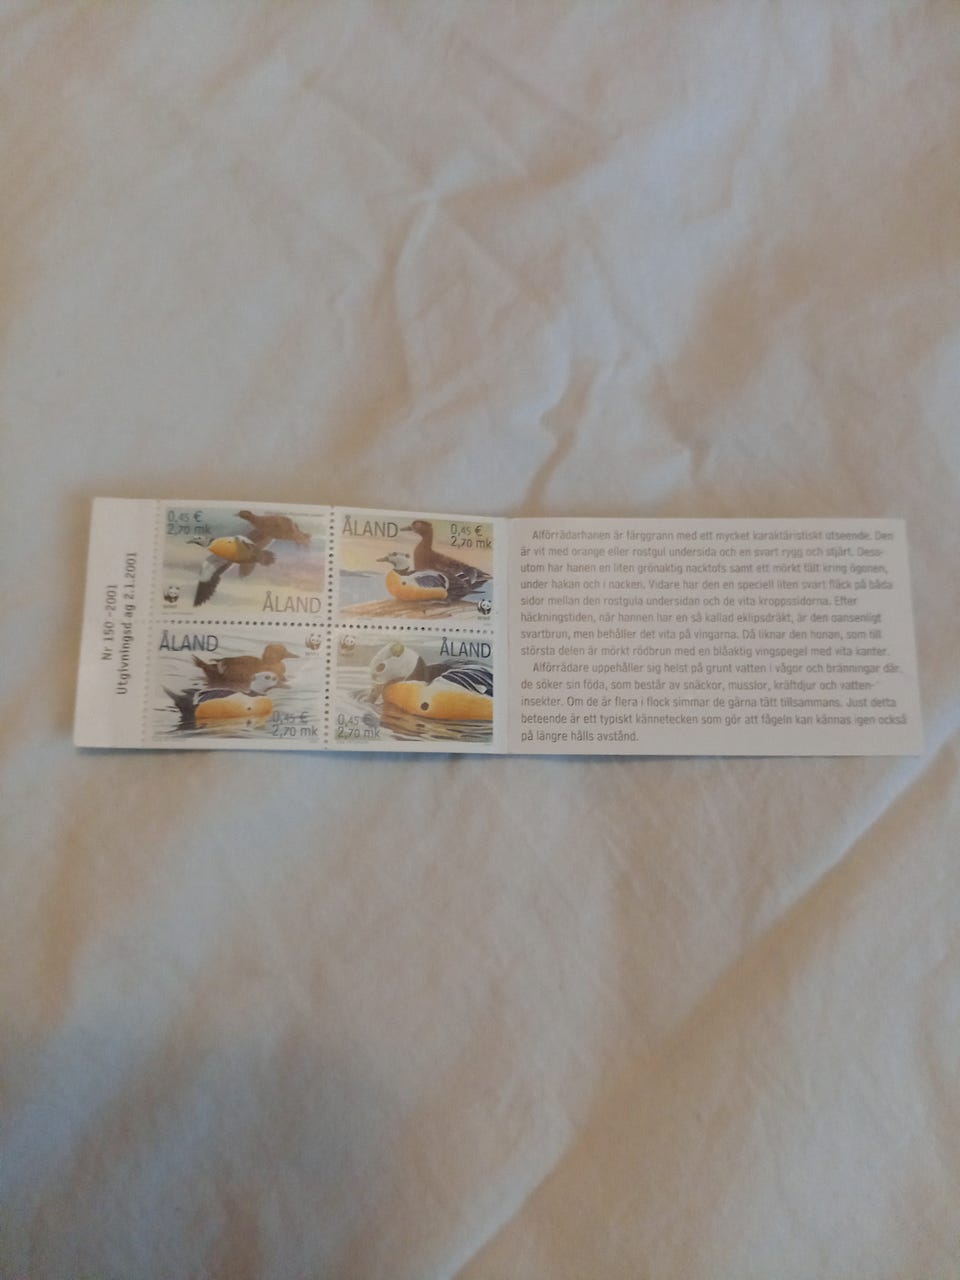 Nr 150 -2001
Utgivningsd ag 2.1.2001
0,45 €
2,70 mk
ÅLAND
ÅLAND
0,45 €
2,70 mk
ÅLAND
0,45 €
2,70 mk
ÅLAND
0,45 €
2,70 mk
Alförrädarhanen är färggrann med ett mycket karaktäristiskt utseende. Den
är vit med orange eller rostgul undersida och en svart rygg och stjärt. Dess-
utom har hanen en liten grönaktig nacktofs samt ett mörkt fält kring ögonen,
under hakan och i nacken. Vidare har den en speciell liten svart fläck på båda
sidor mellan den rostgula undersidan och de vita kroppssidorna. Efter
häckningstiden, när hannen har en så kallad eklipsdräkt, är den oansenligt
svartbrun, men behåller det vita på vingarna. Då liknar den honan, som till
största delen är mörkt rödbrun med en blåaktig vingspegel med vita kanter.
Alförrädare uppehåller sig helst på grunt vatten i vågor och bränningar där
de söker sin föda, som består av snäckor, musslor, kräftdjur och vatten-
insekter. Om de är flera i flock simmar de gärna tätt tillsammans. Just detta
beteende är ett typiskt kännetecken som gör att fågeln kan kännas igen också
på längre hålls avstånd.